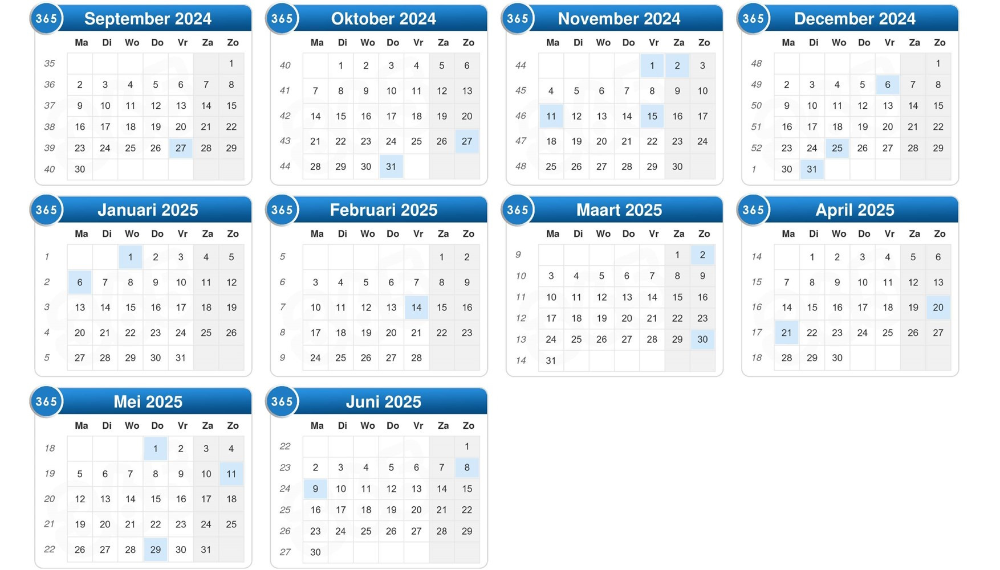 365 September 2024
Ma Di Wo Do Vr Za Zo
35 1
36 2 3 4 5 6 7 8
37 9 10 11 12 13 14 15
38 16 17 18 19 20 21 22
39 23 24 25 26 27 28 29
40 30
365 Oktober 2024
Ma Di Wo Do Vr Za Zo
40 1 2 3 4 5 6
41 7 8 9 10 11 12 13
42 14 15 16 17 18 19 20
43 21 22 23 24 25 26 27
44 28 29 30 31
365 November 2024
Ma Di Wo Do Vr Za Zo
44 1 2 3
45 4 5 6 7 8 9 10
46 11 12 13 14 15 16 17
47 18 19 20 21 22 23 24
48 25 26 27 28 29 30
365 December 2024
Ma Di Wo Do Vr Za Zo
48 1
49 2 3 4 5 6 7 8
50 9 10 11 12 13 14 15
51 16 17 18 19 20 21 22
52 23 24 25 26 27 28 29
1 30 31
365 Januari 2025
Ma Di Wo Do Vr Za Zo
1 1 2 3 4 5
2 6 7 8 9 10 11 12
3 13 14 15 16 17 18 19
4 20 21 22 23 24 25 26
5 27 28 29 30 31
365 Februari 2025
Ma Di Wo Do Vr Za Zo
5 1 2
6 3 4 5 6 7 8 9
7 10 11 12 13 14 15 16
8 17 18 19 20 21 22 23
9 24 25 26 27 28
365 Maart 2025
Ma Di Wo Do Vr Za Zo
9 1 2
10 3 4 5 6 7 8 9
11 10 11 12 13 14 15 16
12 17 18 19 20 21 22 23
13 24 25 26 27 28 29 30
14 31
365 April 2025
Ma Di Wo Do Vr Za Zo
14 1 2 3 4 5 6
15 7 8 9 10 11 12 13
16 14 15 16 17 18 19 20
17 21 22 23 24 25 26 27
18 28 29 30
365 Mei 2025
Ma Di Wo Do Vr Za Zo
18 1 2 3 4
19 5 6 7 8 9 10 11
20 12 13 14 15 16 17 18
21 19 20 21 22 23 24 25
22 26 27 28 29 30 31
365 Juni 2025
Ma Di Wo Do Vr Za Zo
22 1
23 2 3 4 5 6 7 8
24 9 10 11 12 13 14 15
25 16 17 18 19 20 21 22
26 23 24 25 26 27 28 29
27 30